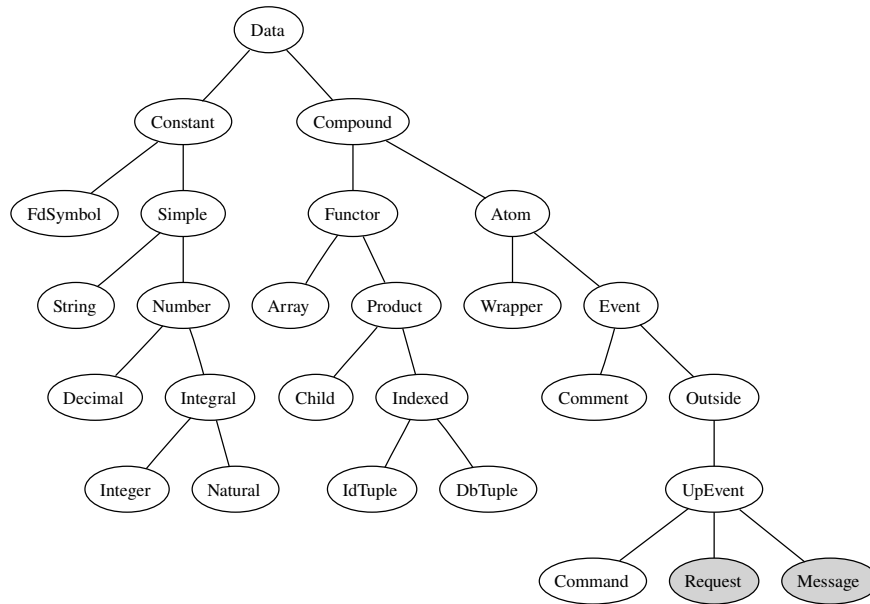 Data
Constant
Compound
FdSymbol
Simple
Functor
Atom
String
Number
Array
Product
Wrapper
Event
Decimal
Integral
Child
Indexed
Comment
Outside
Integer
Natural
IdTuple
DbTuple
UpEvent
Command
Request
Message